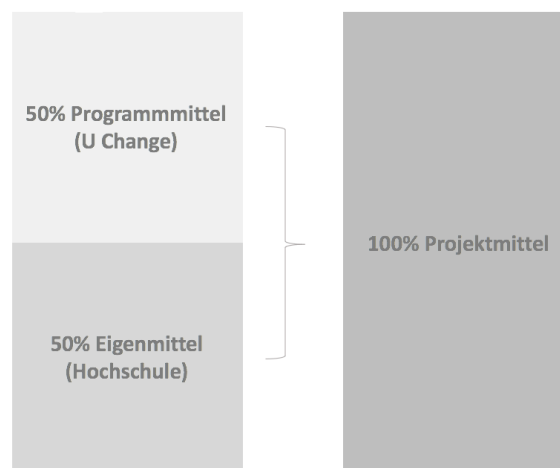 50% Programmmittel
(U Change)
100% Projektmittel
50% Eigenmittel
(Hochschule)